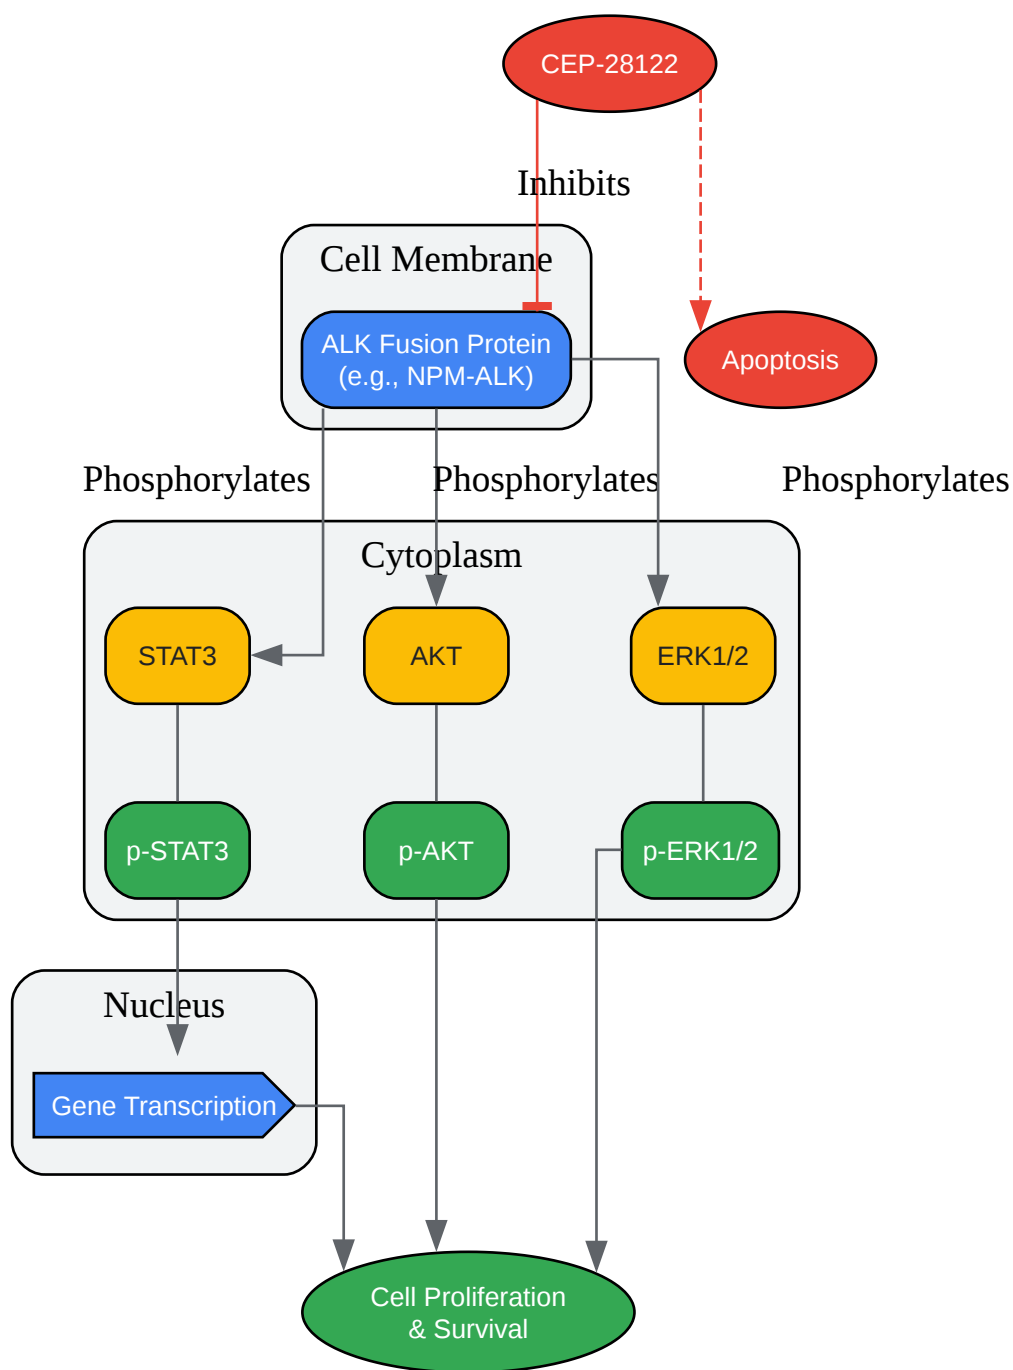 CEP-28122
Inhibits
Cell Membrane
ALK Fusion Protein
(e.g., NPM-ALK)
Apoptosis
Phosphorylates
Phosphorylates
Phosphorylates
Cytoplasm
STAT3
AKT
ERK1/2
p-STAT3
p-AKT
p-ERK1/2
Nucleus
Gene Transcription
Cell Proliferation
& Survival